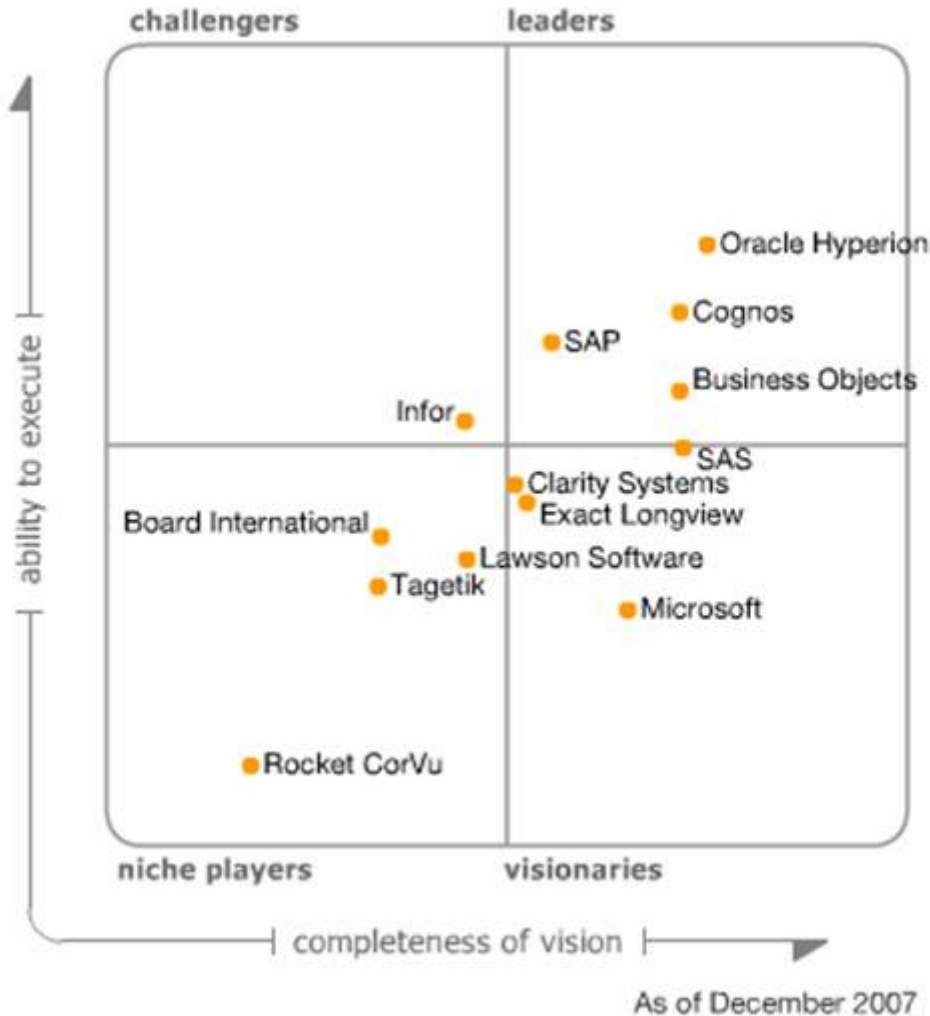 challengers
leaders
ability to execute
Oracle Hyperion
Cognos
SAP
Business Objects
Infor
SAS
Clarity Systems
Exact Longview
Board International
Lawson Software
Tagetik
Microsoft
Rocket CorVu
niche players
visionaries
completeness of vision
As of December 2007